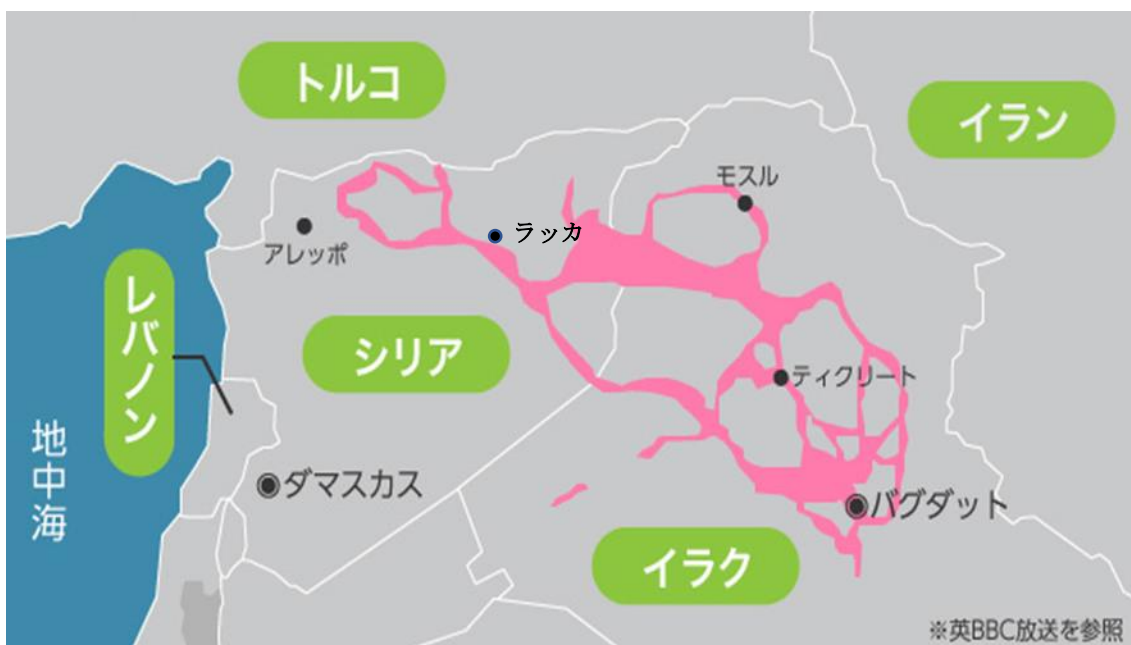 トルコ
イラン
モスル
ラッカ
アレッポ
レバノン
シリア
ティクリート
地中海
ダマスカス
バグダット
イラク
※英BBC放送を参照